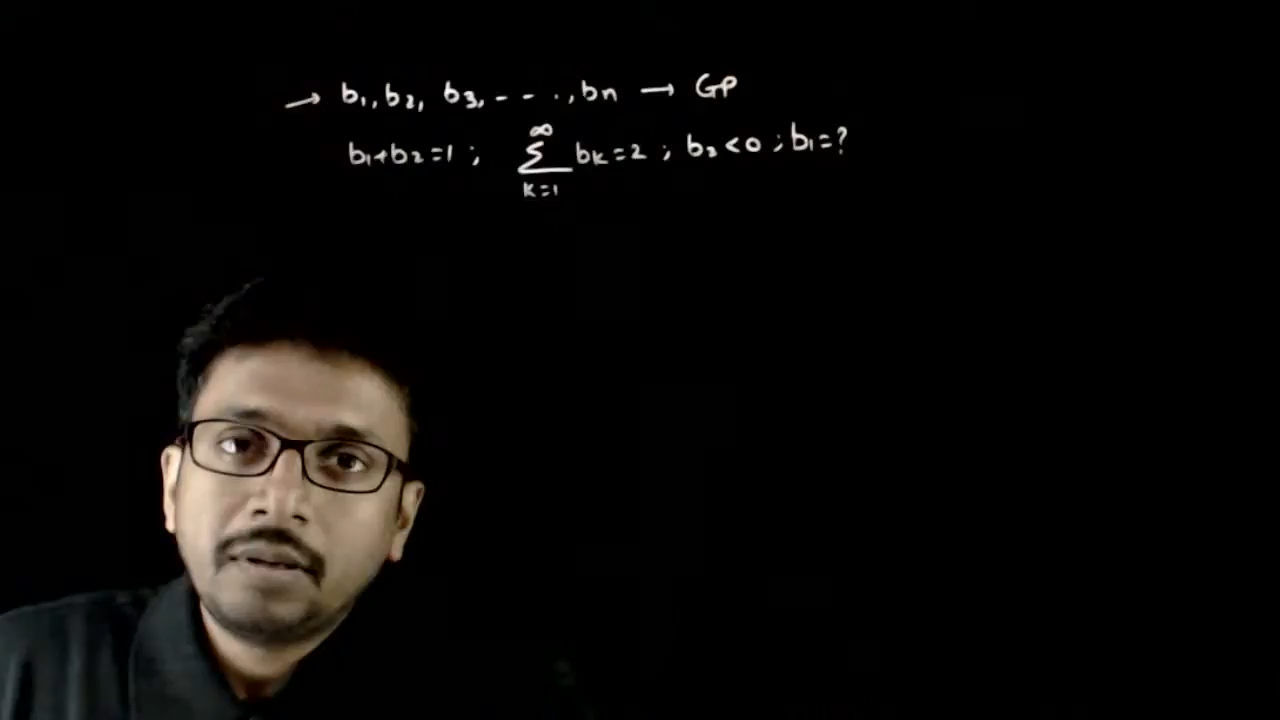 → b₁, b₂, b₃, - - · ·, bn → GP
b₁+b₂=1 ; ∞∑k=1 bk=2 ; b₂<0 ; b₁=?